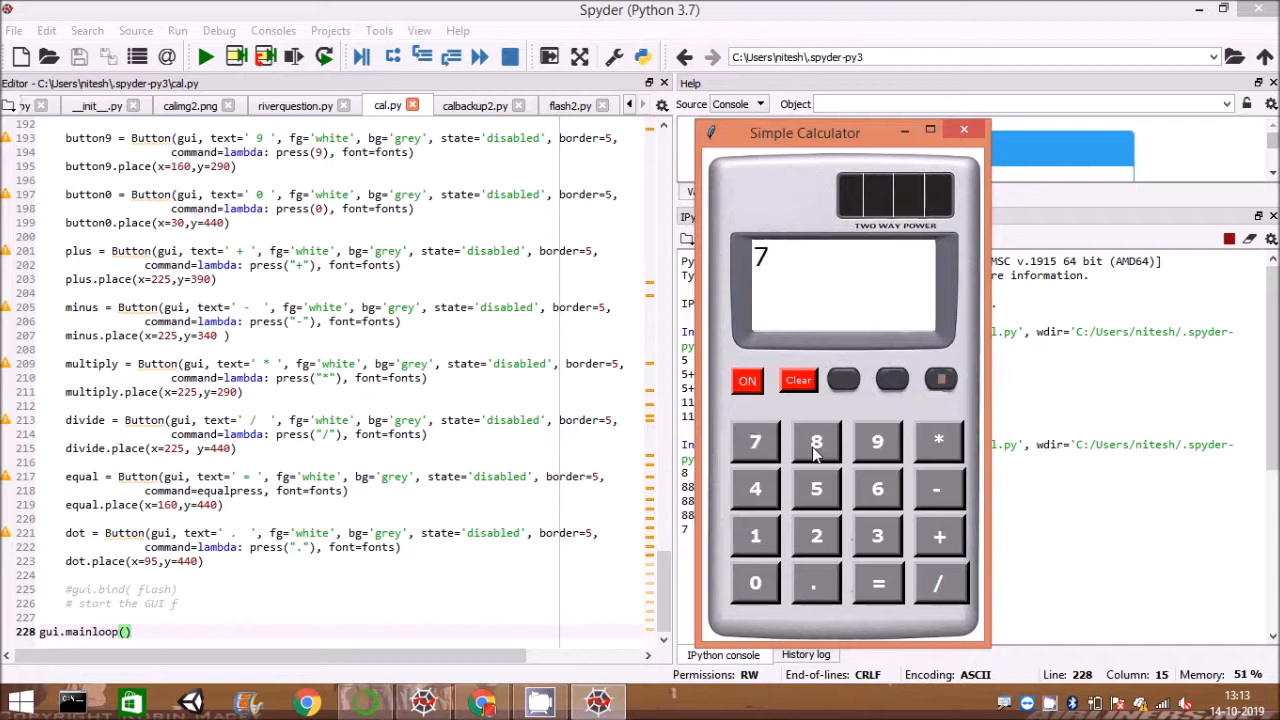 Spyder (Python 3.7)
File Edit Search Source Run Debug Consoles Projects Tools View Help
C:\Users\nitesh\.spyder-py3
Editor - C:\Users\nitesh\.spyder-py3\cal.py
Help
py __init__.py calimg2.png riverquestion.py cal.py calbackup2.py flash2.py
Source Console Object
192
193 button9 = Button(gui, text=' 9 ', fg='white', bg='grey', state='disabled', border=5,
194 command=lambda: press(9), font=fonts)
195 button9.place(x=160,y=290)
196
197 button0 = Button(gui, text=' 0 ', fg='white', bg='grey', state='disabled', border=5,
198 command=lambda: press(0), font=fonts)
199 button0.place(x=30,y=440)
200
201 plus = Button(gui, text=' + ', fg='white', bg='grey', state='disabled', border=5,
202 command=lambda: press("+"), font=fonts)
203 plus.place(x=225,y=390)
204
205 minus = Button(gui, text=' - ', fg='white', bg='grey', state='disabled', border=5,
206 command=lambda: press("-"), font=fonts)
207 minus.place(x=225,y=340 )
208
209 multiply = Button(gui, text=' * ', fg='white', bg='grey', state='disabled', border=5,
210 command=lambda: press("*"), font=fonts)
211 multiply.place(x=225,y=290)
212
213 divide = Button(gui, text=' / ', fg='white', bg='grey', state='disabled', border=5,
214 command=lambda: press("/"), font=fonts)
215 divide.place(x=225, y=440)
216
217 equal = Button(gui, text=' = ', fg='white', bg='grey', state='disabled', border=5,
218 command=equalpress, font=fonts)
219 equal.place(x=160,y=440)
220
221 dot = Button(gui, text=' . ', fg='white', bg='grey', state='disabled', border=5,
222 command=lambda: press("."), font=fonts)
223 dot.place(x=95,y=440)
224
225 #gui.bind( flash)
226 # start the GUI f
227
228 gui.mainloop()
Simple Calculator
TWO WAY POWER
7
ON Clear
7 8 9 *
4 5 6 -
1 2 3 +
0 . = /
MSC v.1915 64 bit (AMD64)]
re information.
l.py', wdir='C:/Users/nitesh/.spyder-
py
5
5+
5+
11
11
l.py', wdir='C:/Users/nitesh/.spyder-
py
8
88
88
88
7
IPython console History log
Permissions: RW End-of-lines: CRLF Encoding: ASCII Line: 228 Column: 15 Memory: 51 %
13:13
14-10-2019